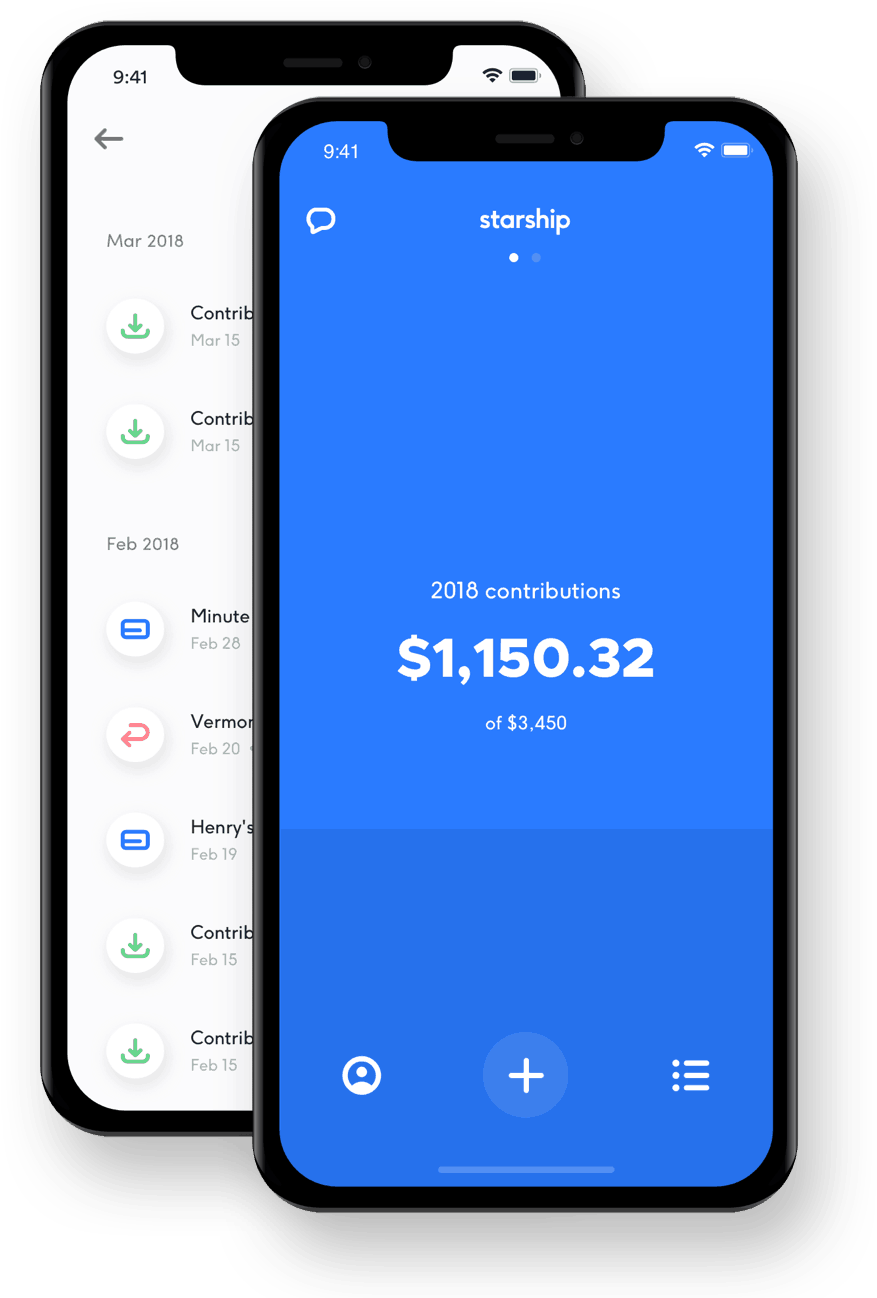 9:41
Mar 2018
Contrib
Mar 15
Contrib
Mar 15
Feb 2018
Minute
Feb 28
Vermon
Feb 20
Henry's
Feb 19
Contrib
Feb 15
Contrib
Feb 15
9:41
starship
2018 contributions
$1,150.32
of $3,450